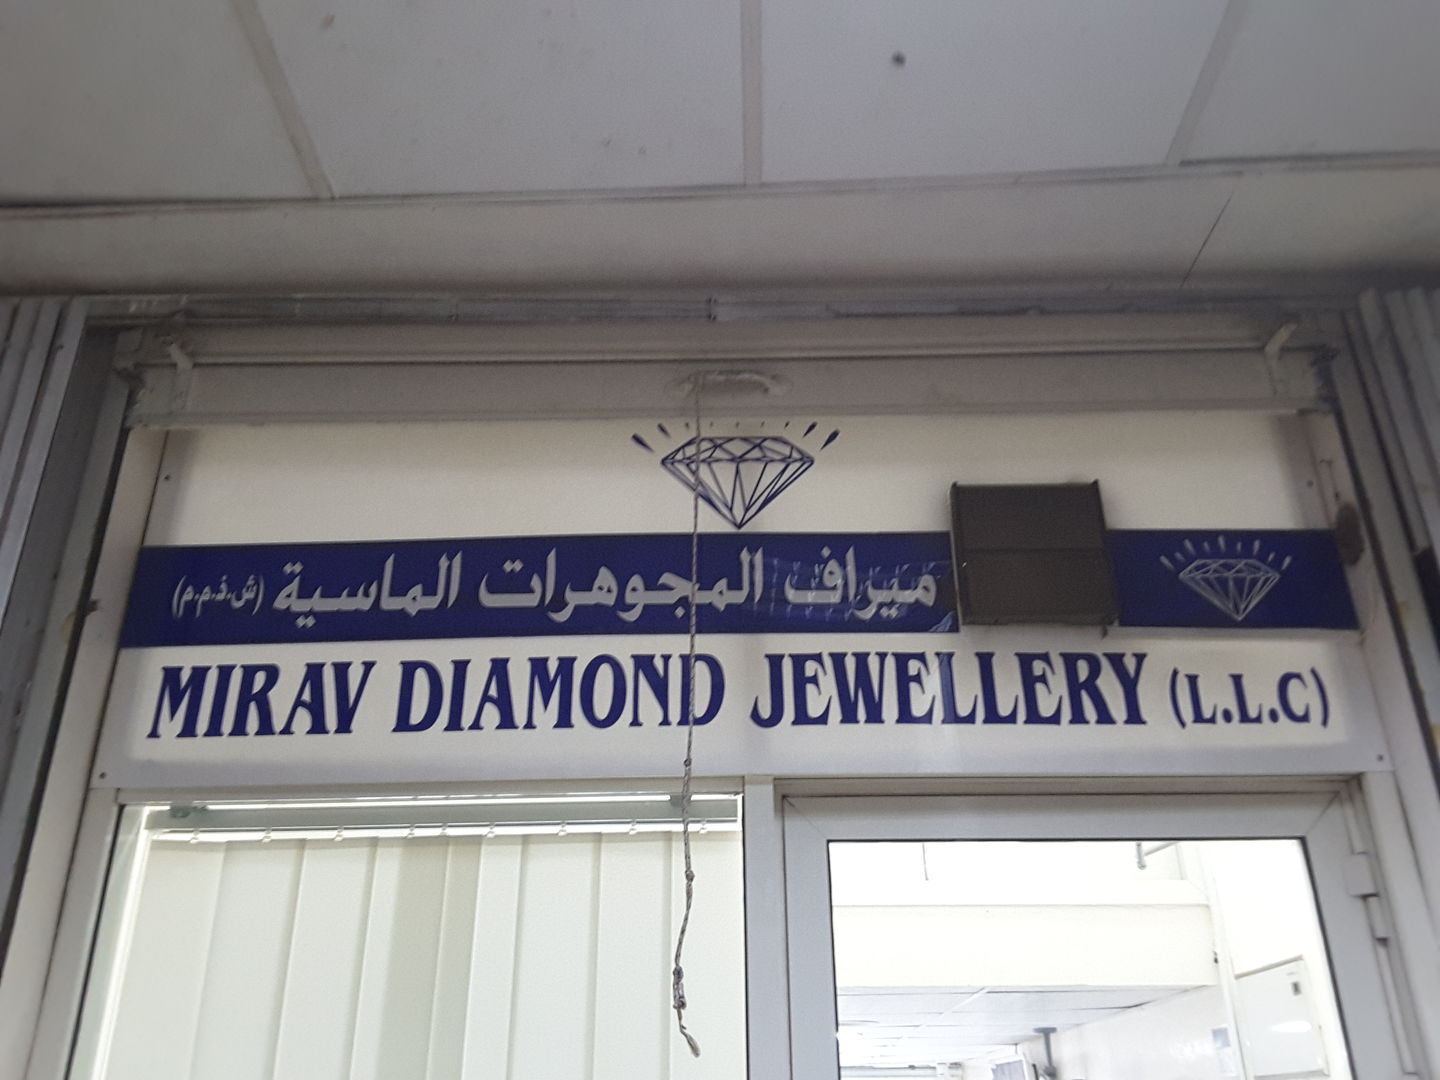 ميراف المجوهرات الماسية (ش.ذ.م.م)
MIRAV DIAMOND JEWELLERY (L.L.C)